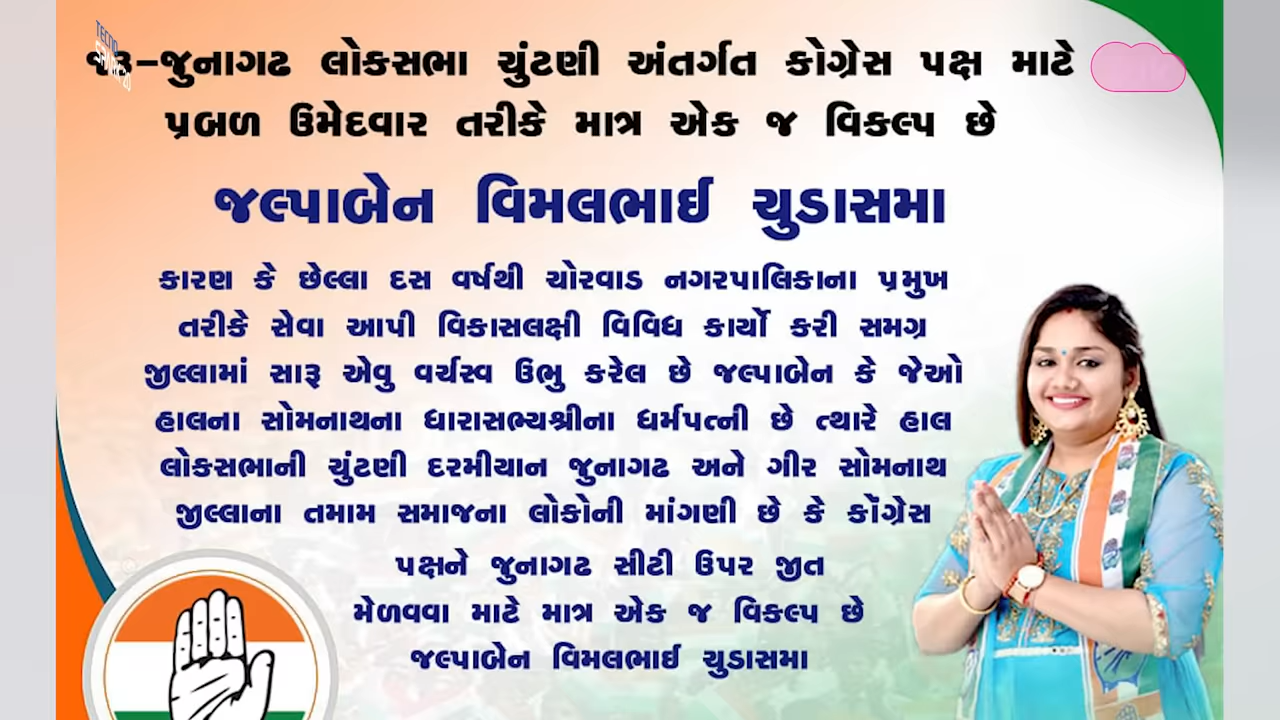 ૧૩-જુનાગઢ લોકસભા ચુંટણી અંતર્ગત કોગ્રેસ પક્ષ માટે
પ્રબળ ઉમેદવાર તરીકે માત્ર એક જ વિકલ્પ છે
જલ્પાબેન વિમલભાઈ ચુડાસમા
કારણ કે છેલ્લા દસ વર્ષથી ચોરવાડ નગરપાલિકાના પ્રમુખ
તરીકે સેવા આપી વિકાસલક્ષી વિવિધ કાર્યો કરી સમગ્ર
જીલ્લામાં સારૂ એવુ વર્ચસ્વ ઉભુ કરેલ છે જલ્પાબેન કે જેઓ
હાલના સોમનાથના ધારાસભ્યશ્રીના ધર્મપત્ની છે ત્યારે હાલ
લોકસભાની ચુંટણી દરમીયાન જુનાગઢ અને ગીર સોમનાથ
જીલ્લાના તમામ સમાજના લોકોની માંગણી છે કે કોંગ્રેસ
પક્ષને જુનાગઢ સીટી ઉપર જીત
મેળવવા માટે માત્ર એક જ વિકલ્પ છે
જલ્પાબેન વિમલભાઈ ચુડાસમા